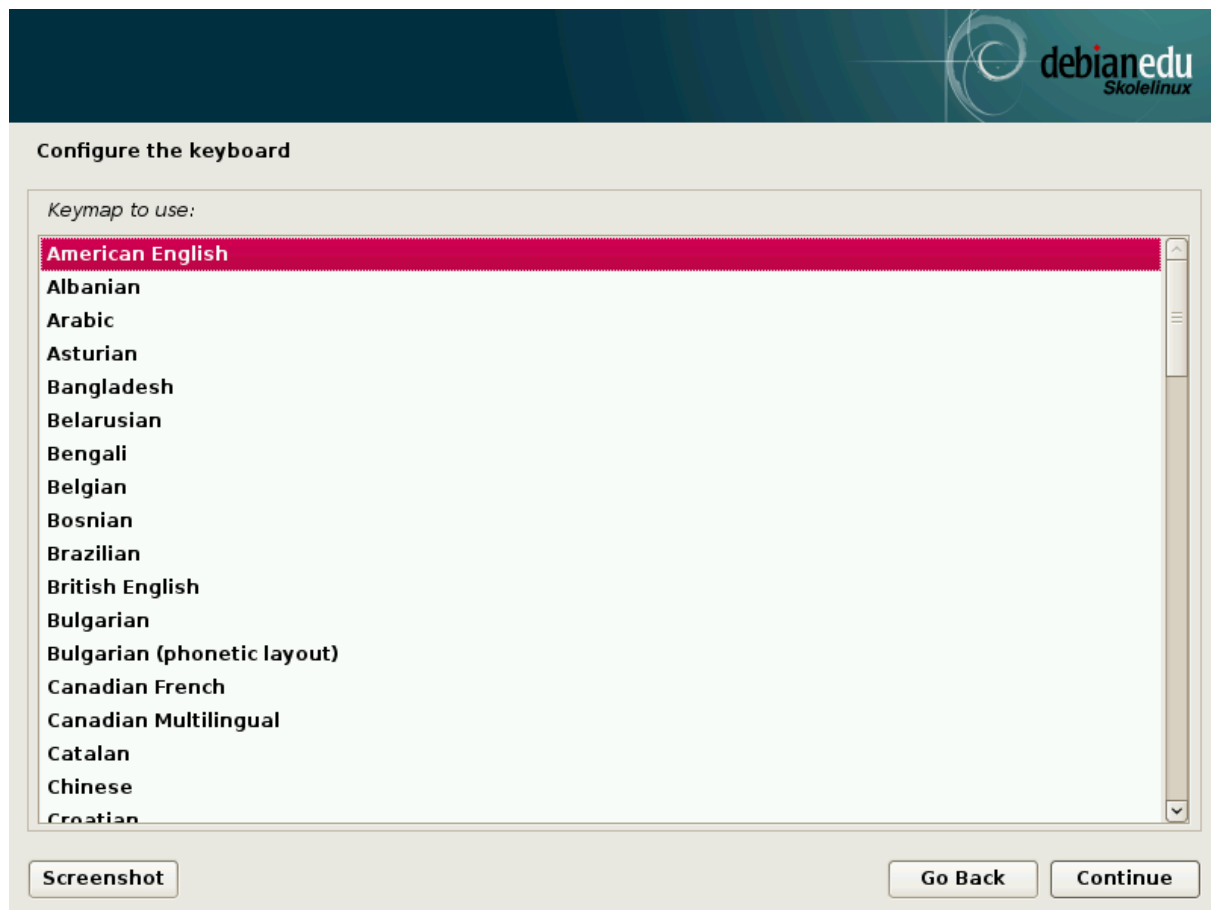 debianedu
Skolelinux
Configure the keyboard
Keymap to use:
American English
Albanian
Arabic
Asturian
Bangladesh
Belarusian
Bengali
Belgian
Bosnian
Brazilian
British English
Bulgarian
Bulgarian (phonetic layout)
Canadian French
Canadian Multilingual
Catalan
Chinese
Croatian
Screenshot
Go Back
Continue